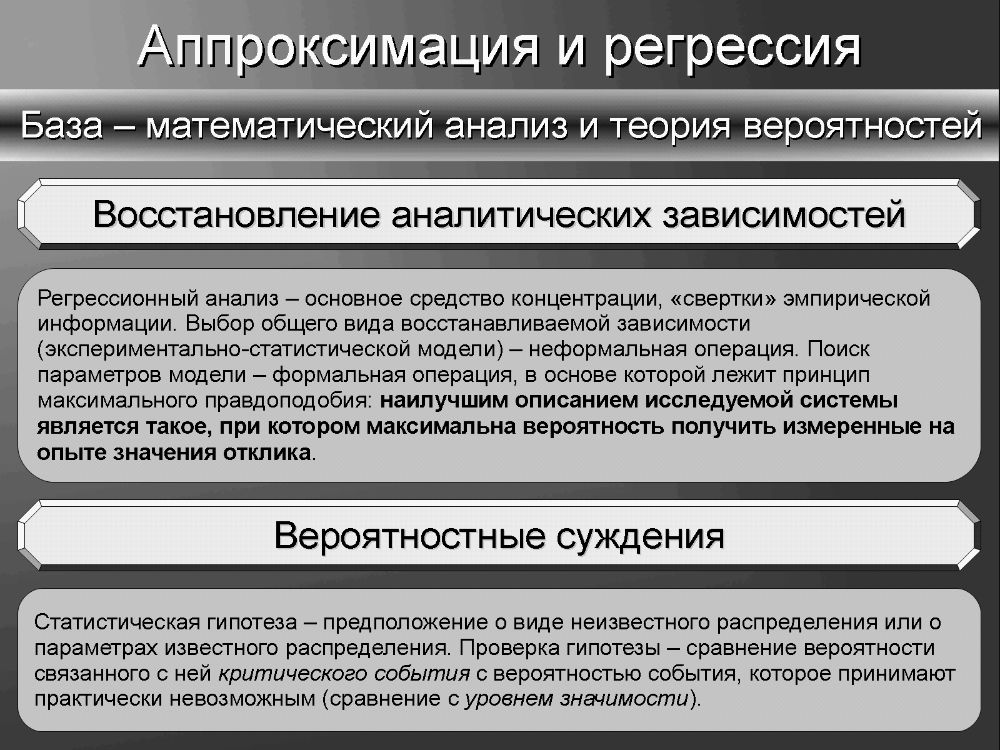 Аппроксимация и регрессия
База – математический анализ и теория вероятностей
Восстановление аналитических зависимостей
Регрессионный анализ – основное средство концентрации, «свертки» эмпирической
информации. Выбор общего вида восстанавливаемой зависимости
(экспериментально-статистической модели) – неформальная операция. Поиск
параметров модели – формальная операция, в основе которой лежит принцип
максимального правдоподобия: наилучшим описанием исследуемой системы
является такое, при котором максимальна вероятность получить измеренные на
опыте значения отклика.
Вероятностные суждения
Статистическая гипотеза – предположение о виде неизвестного распределения или о
параметрах известного распределения. Проверка гипотезы – сравнение вероятности
связанного с ней критического события с вероятностью события, которое принимают
практически невозможным (сравнение с уровнем значимости).